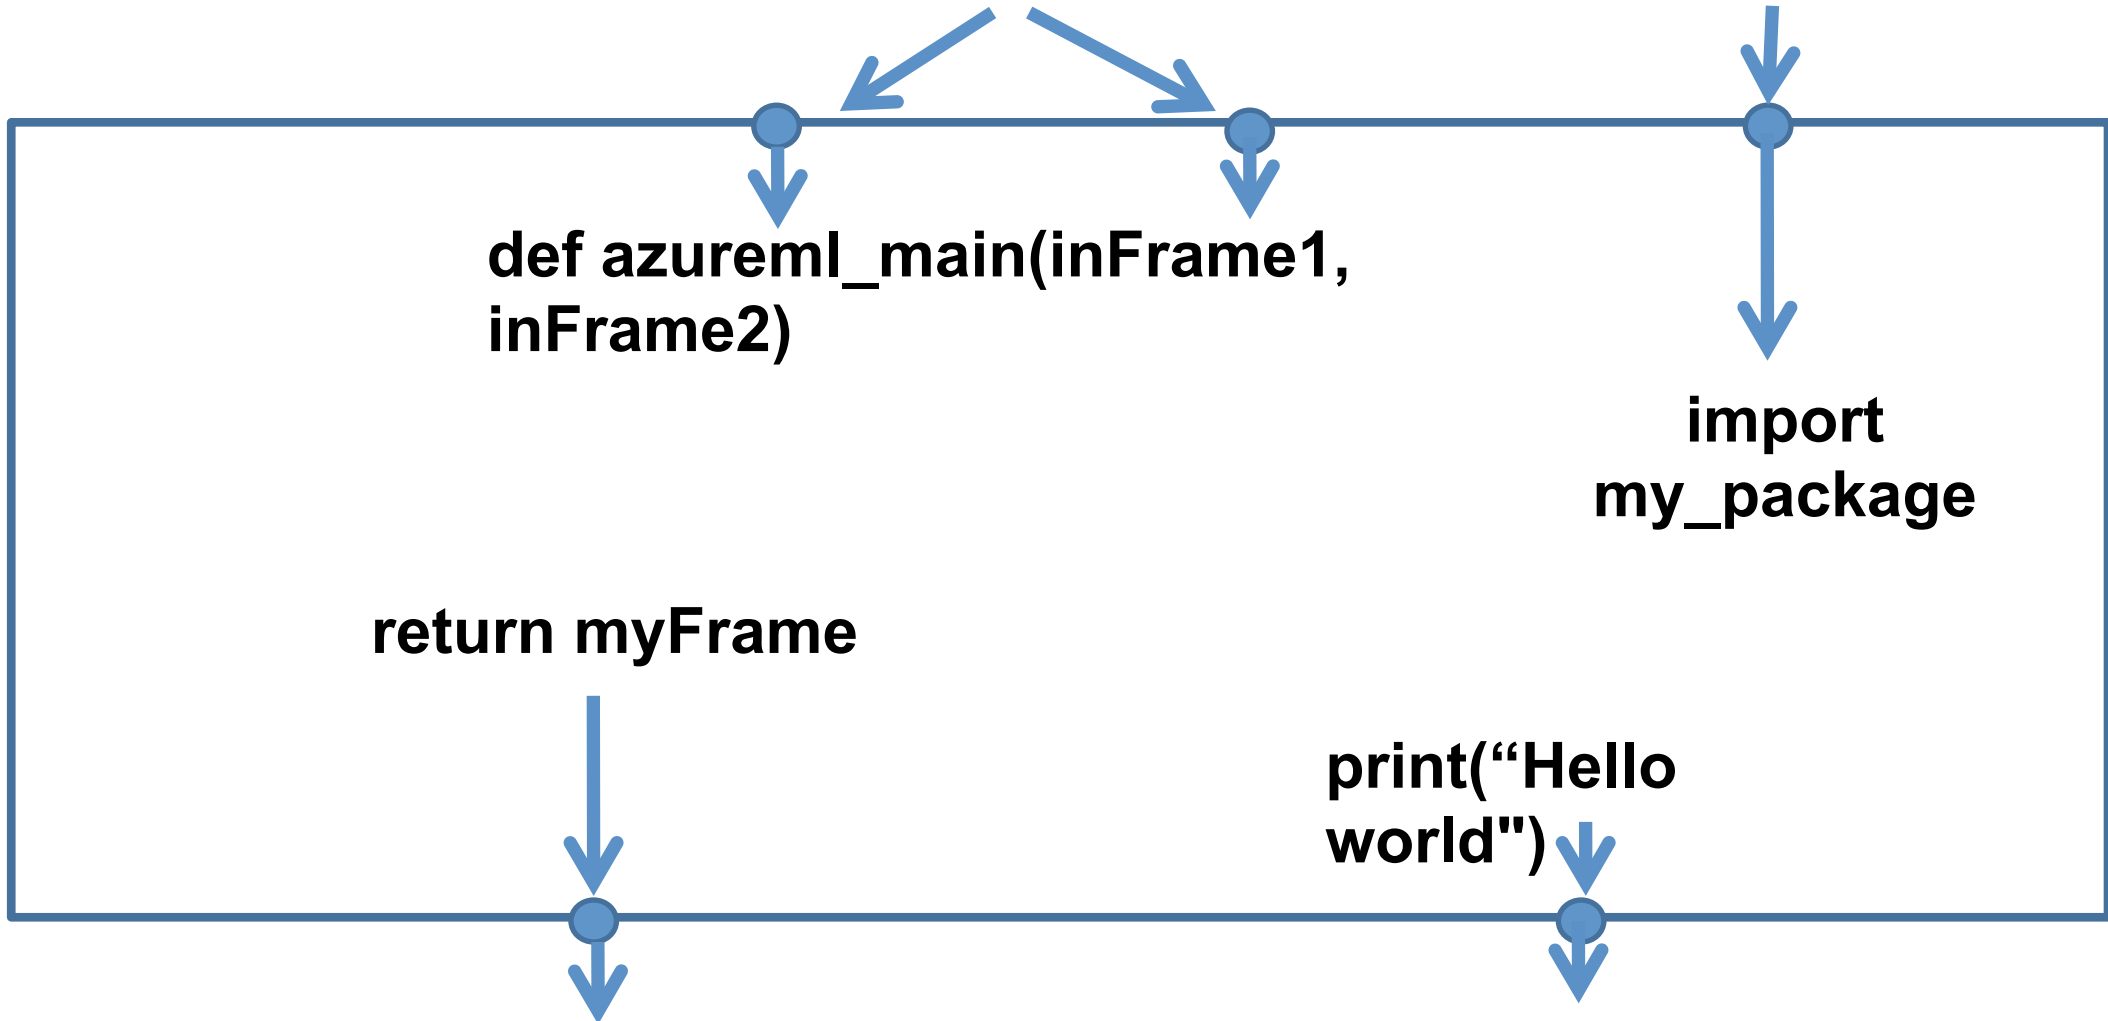 def azureml_main(inFrame1,
inFrame2)
import
my_package
return myFrame
print(“Hello
world")